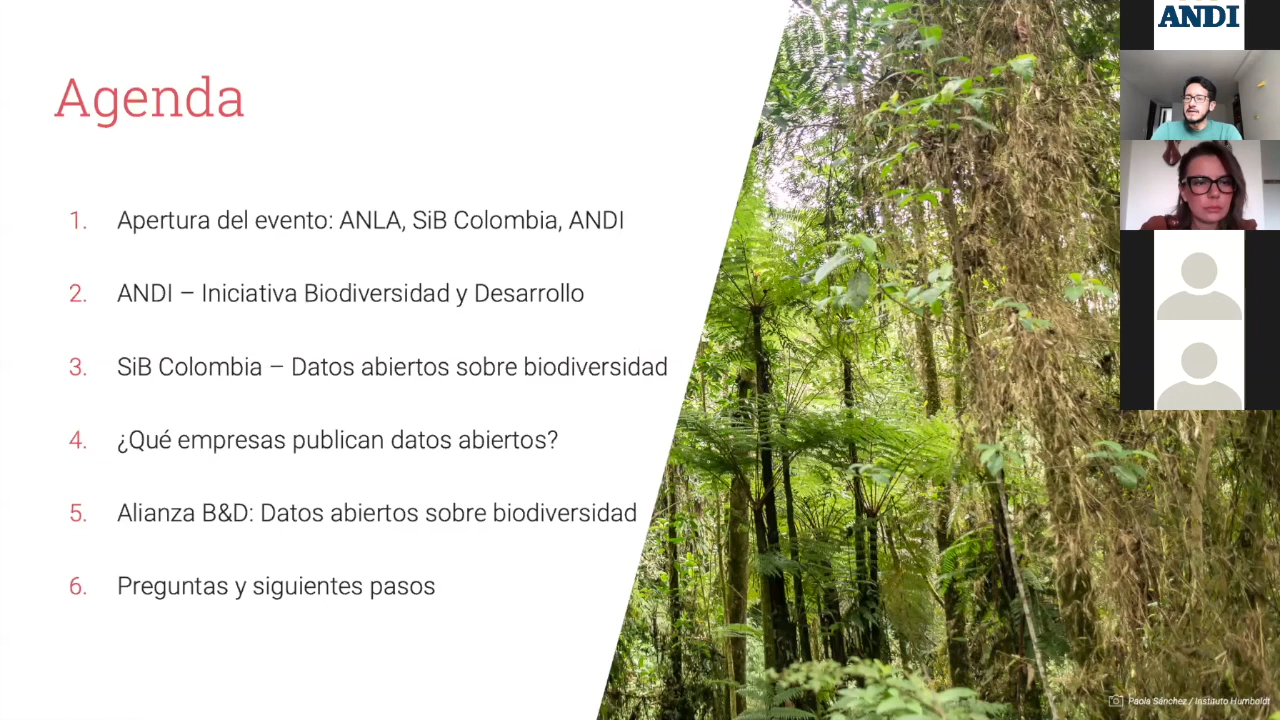 Agenda
1. Apertura del evento: ANLA, SiB Colombia, ANDI
2. ANDI – Iniciativa Biodiversidad y Desarrollo
3. SiB Colombia – Datos abiertos sobre biodiversidad
4. ¿Qué empresas publican datos abiertos?
5. Alianza B&D: Datos abiertos sobre biodiversidad
6. Preguntas y siguientes pasos
ANDI
Paola Sánchez / Instituto Humboldt